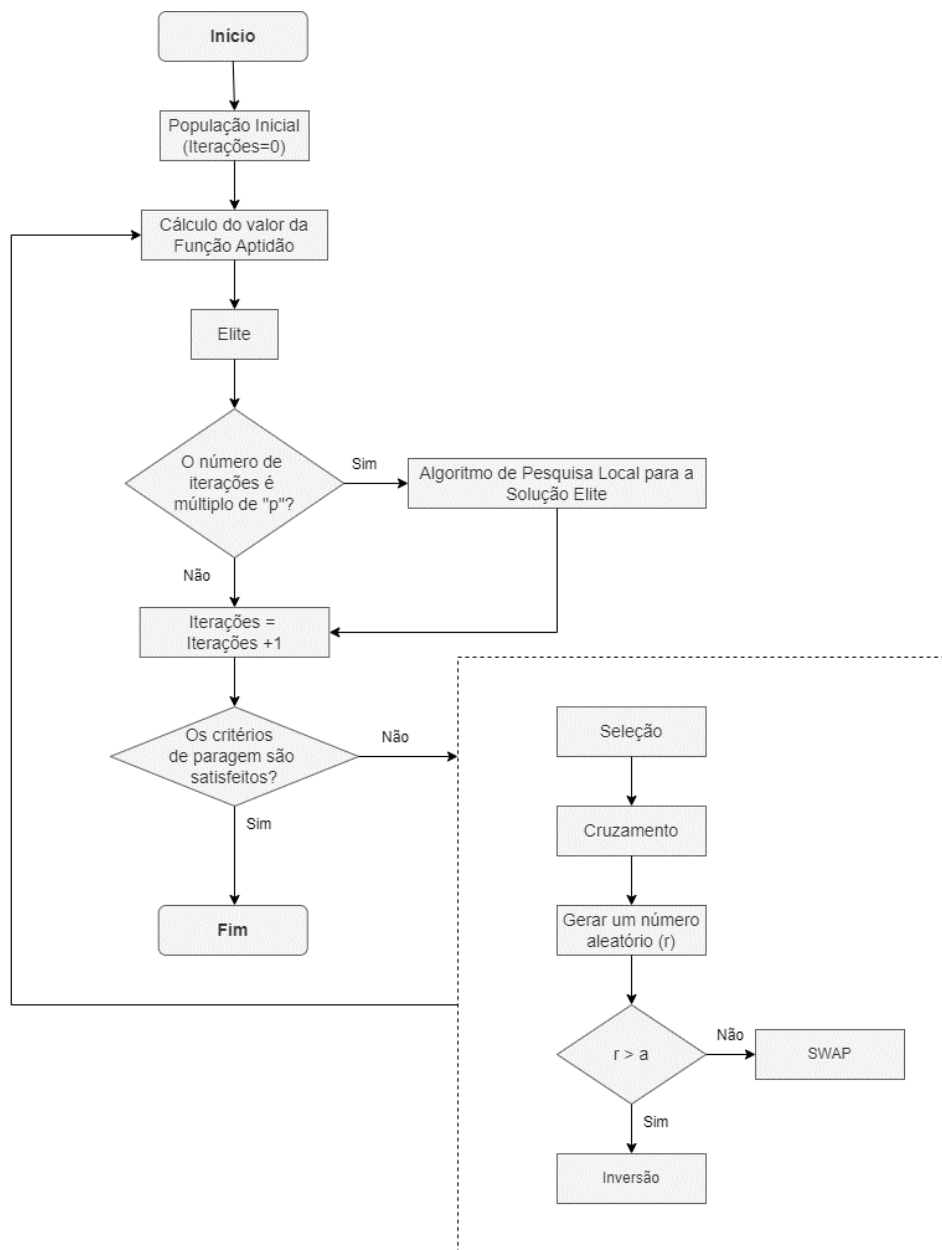 Início
População Inicial
(Iterações=0)
Cálculo do valor da
Função Aptidão
Elite
O número de
iterações é
múltiplo de "p"?
Sim
Algoritmo de Pesquisa Local para a
Solução Elite
Não
Iterações =
Iterações +1
Os critérios
de paragem são
satisfeitos?
Não
Sim
Fim
Seleção
Cruzamento
Gerar um número
aleatório (r)
r > a
Não
SWAP
Sim
Inversão